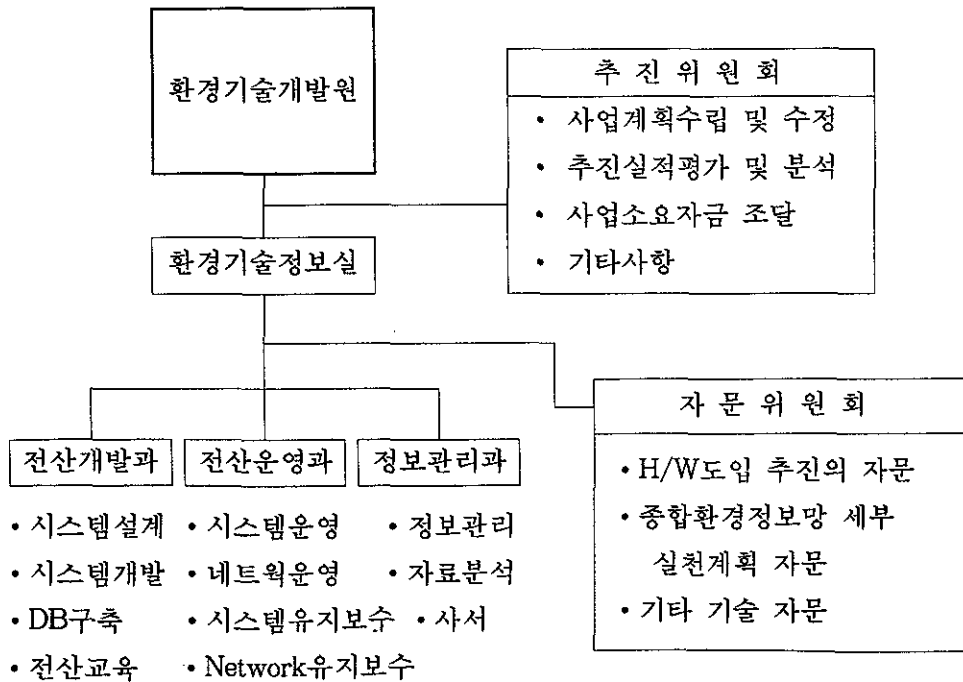 환경기술개발원
추 진 위 원 회
• 사업계획수립 및 수정
• 추진실적평가 및 분석
• 사업소요자금 조달
• 기타사항
환경기술정보실
자 문 위 원 회
• H/W도입 추진의 자문
• 종합환경정보망 세부
실천계획 자문
• 기타 기술 자문
전산개발과
• 시스템설계
• 시스템개발
• DB구축
• 전산교육
전산운영과
• 시스템운영
• 네트웍운영
• 시스템유지보수
• Network유지보수
정보관리과
• 정보관리
• 자료분석
• 사서